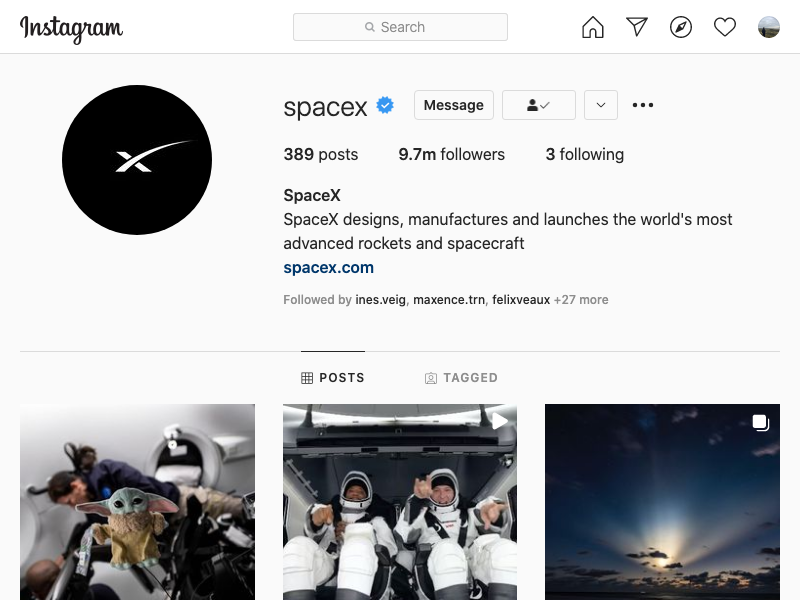 Instagram
Search
spacex
Message
389 posts 9.7m followers 3 following
SpaceX
SpaceX designs, manufactures and launches the world's most
advanced rockets and spacecraft
spacex.com
Followed by ines.veig, maxence.trn, felixveaux +27 more
POSTS TAGGED